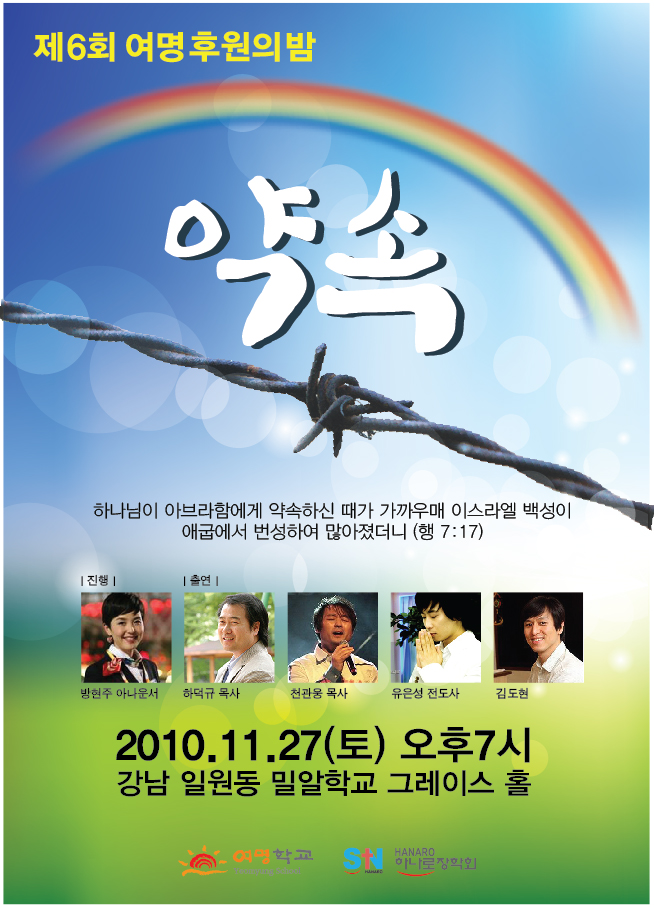 제6회 여명후원의밤
약속
하나님이 아브라함에게 약속하신 때가 가까우매 이스라엘 백성이
애굽에서 번성하여 많아졌더니 (행 7:17)
| 진행 | | 출연 |
방현주 아나운서 하덕규 목사 천관웅 목사 유은성 전도사 김도현
2010.11.27(토) 오후7시
강남 일원동 밀알학교 그레이스 홀
여명학교 HANARO
StN HANARO 하나로장학회